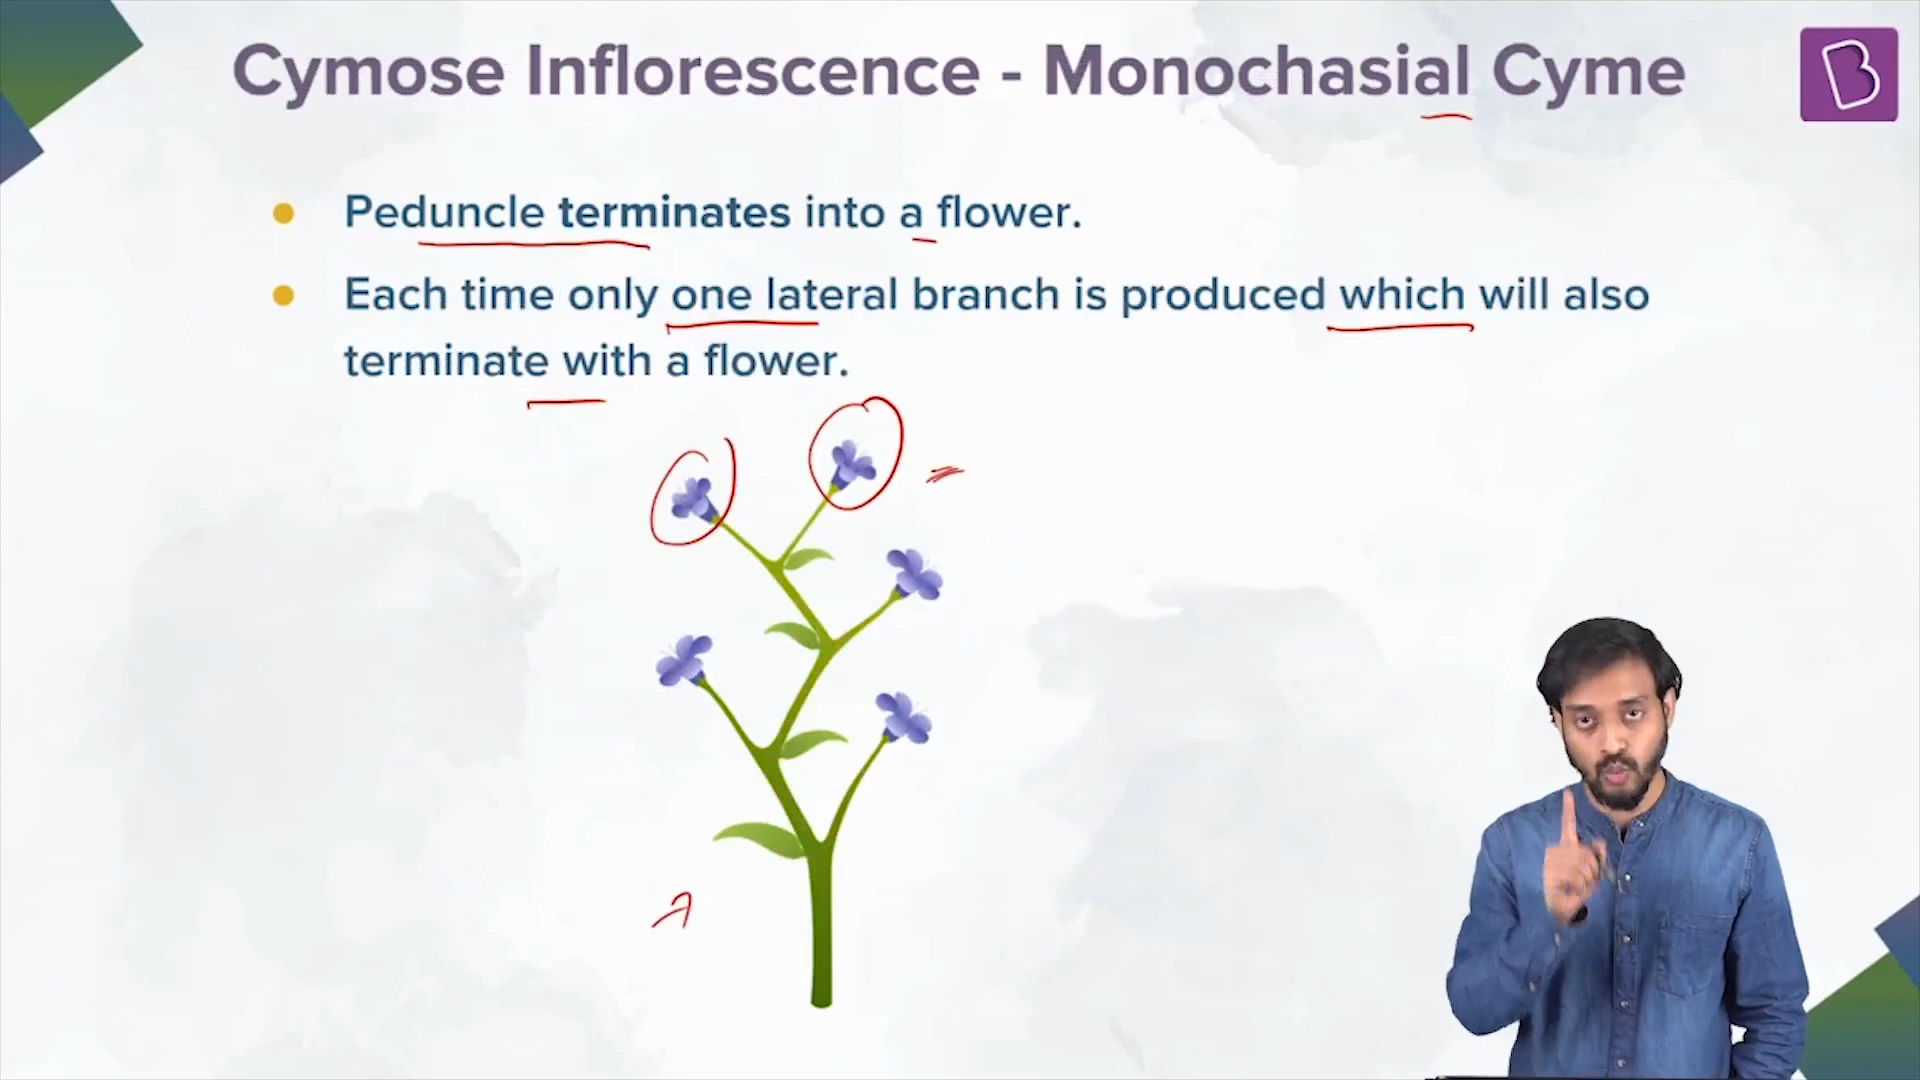 Cymose Inflorescence - Monochasial Cyme
B
Peduncle terminates into a flower.
Each time only one lateral branch is produced which will also
terminate with a flower.